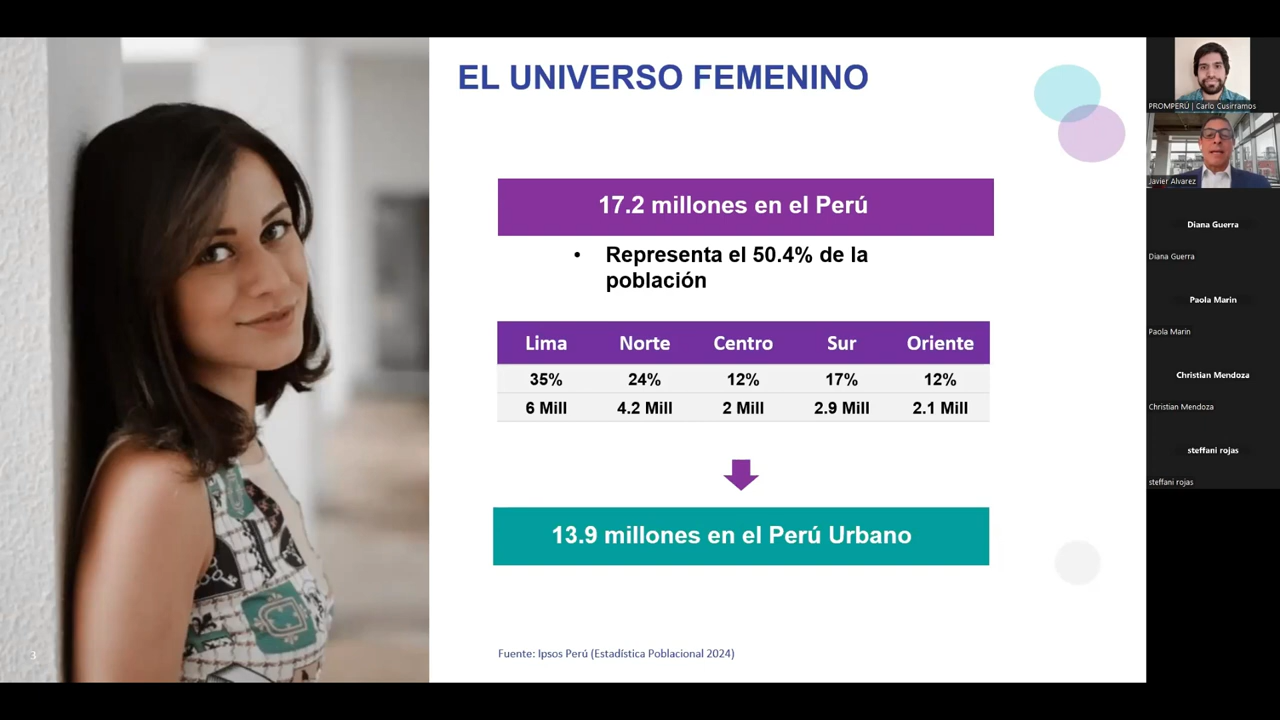 EL UNIVERSO FEMENINO
17.2 millones en el Perú
• Representa el 50.4% de la
población
Lima Norte Centro Sur Oriente
35% 24% 12% 17% 12%
6 Mill 4.2 Mill 2 Mill 2.9 Mill 2.1 Mill
13.9 millones en el Perú Urbano
Fuente: Ipsos Perú (Estadística Poblacional 2024)
3
PROMPERÚ | Carlo Cusirramos
Javier Alvarez
Diana Guerra
Diana Guerra
Paola Marin
Paola Marin
Christian Mendoza
Christian Mendoza
steffani rojas
steffani rojas